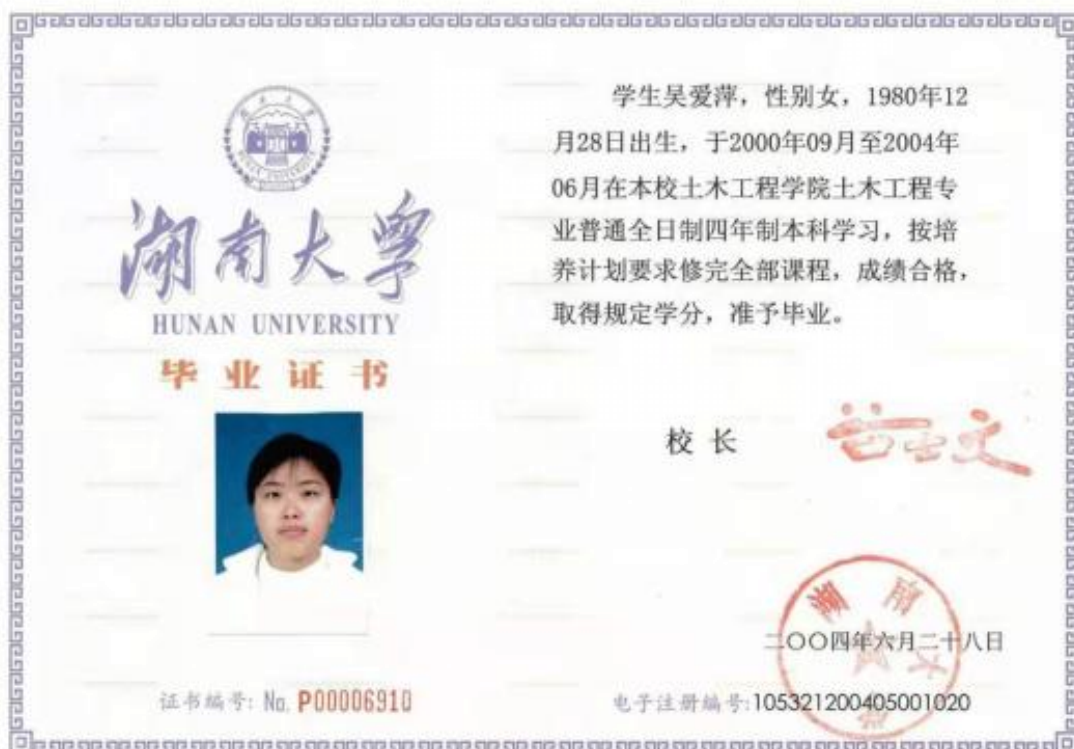 湖南大学
HUNAN UNIVERSITY
毕业证书
证书编号: No. P00006910
学生吴爱萍，性别女，1980年12
月28日出生，于2000年09月至2004年
06月在本校土木工程学院土木工程专
业普通全日制四年制本科学习，按培
养计划要求修完全部课程，成绩合格，
取得规定学分，准予毕业。
校 长
湖南大学
二〇〇四年六月二十八日
电子注册编号:105321200405001020